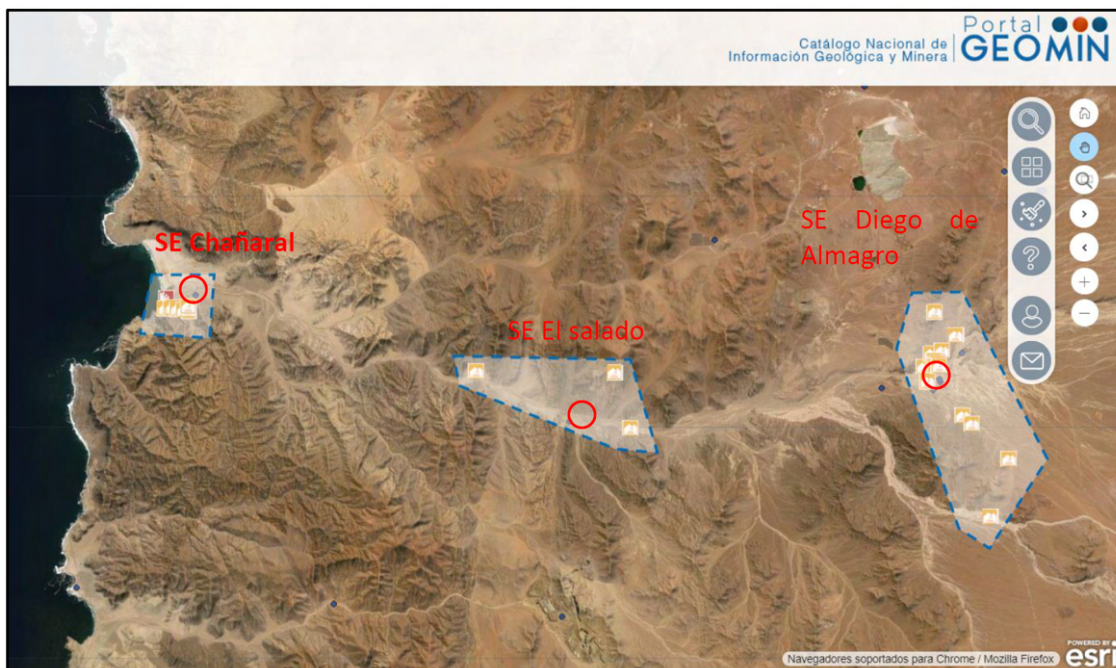 Portal
GEOMIN
Catálogo Nacional de
Información Geológica y Minera
SE Diego de
Almagro
SE Chañaral
SE El salado
Navegadores soportados para Chrome / Mozilla Firefox
POWERED BY
esri